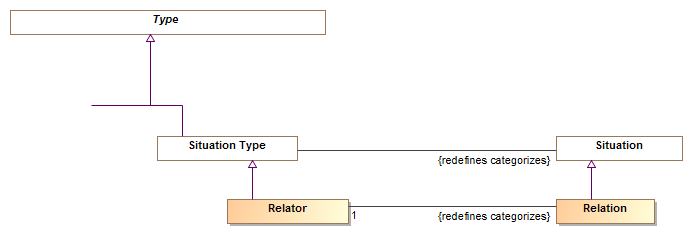 Type
Situation Type
Situation
{redefines categorizes}
Relator
Relation
1
{redefines categorizes}